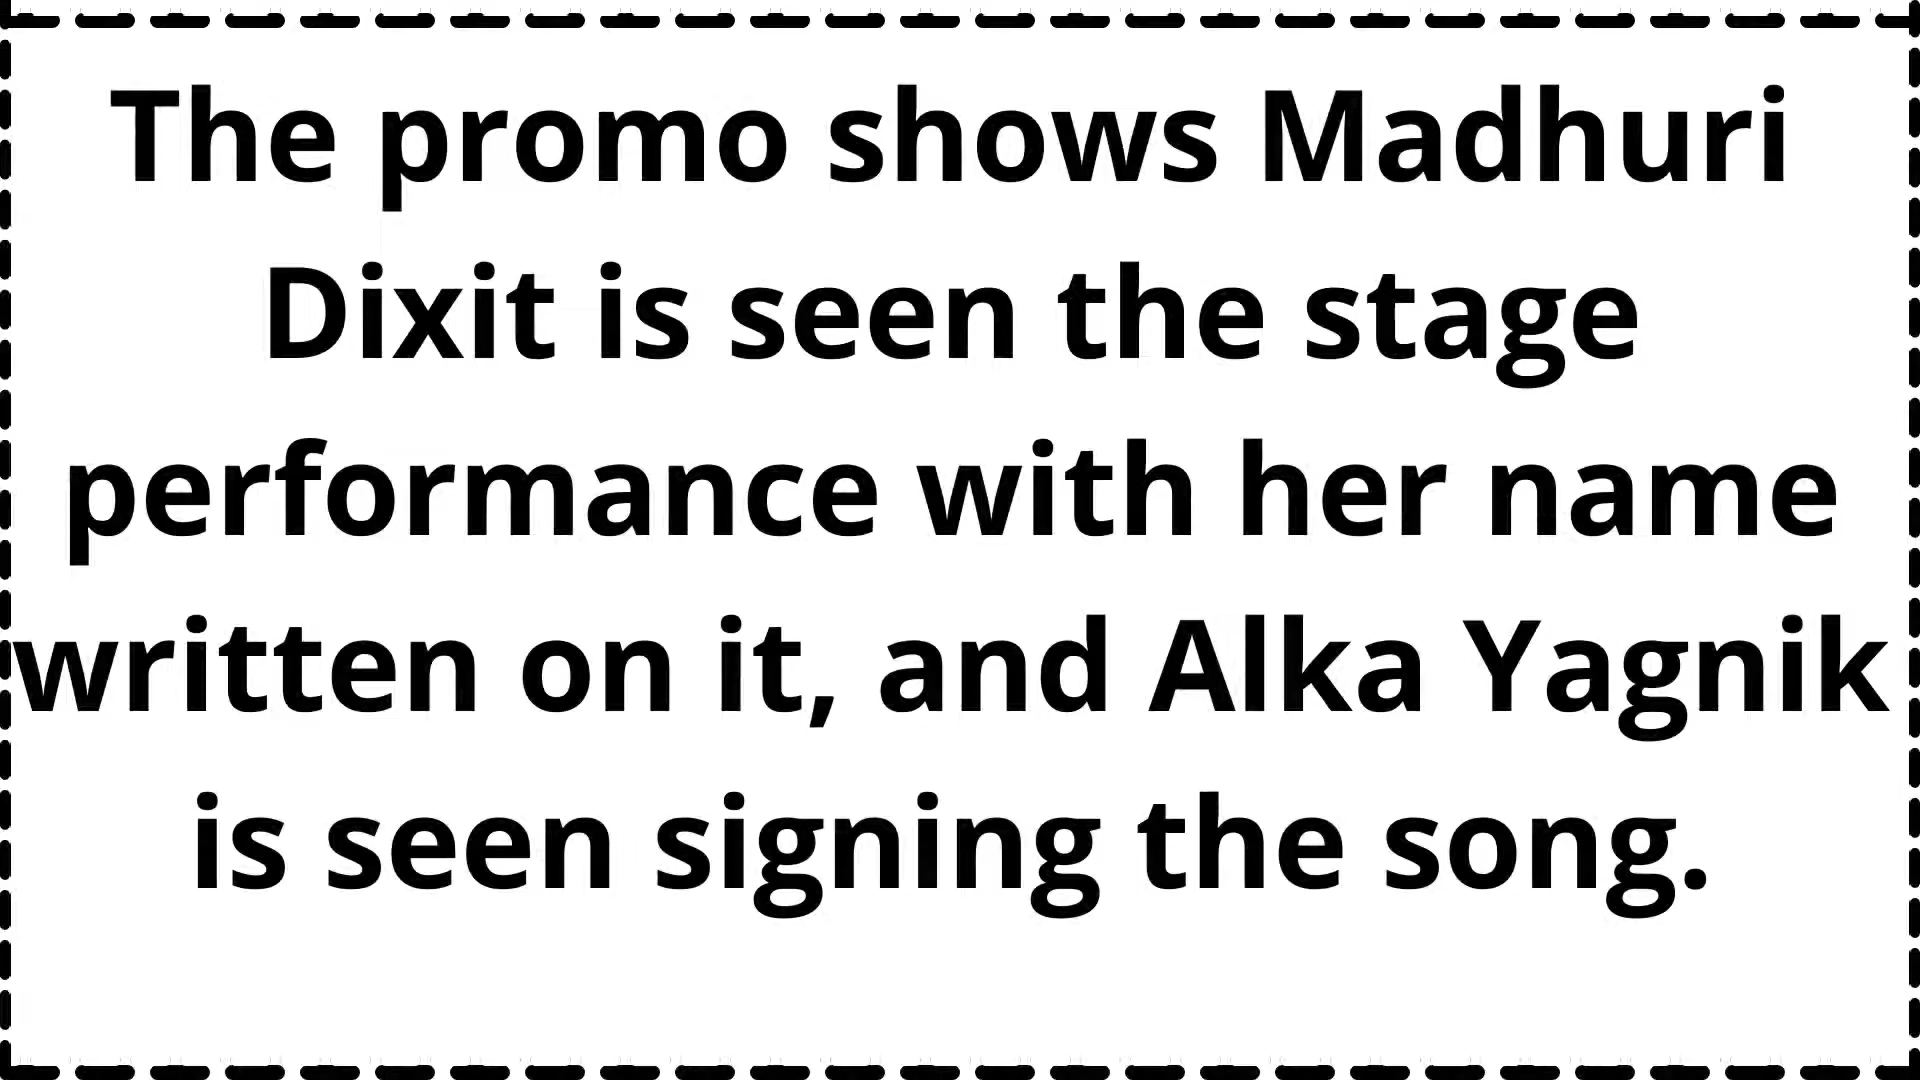 The promo shows Madhuri
Dixit is seen the stage
performance with her name
written on it, and Alka Yagnik
is seen signing the song.